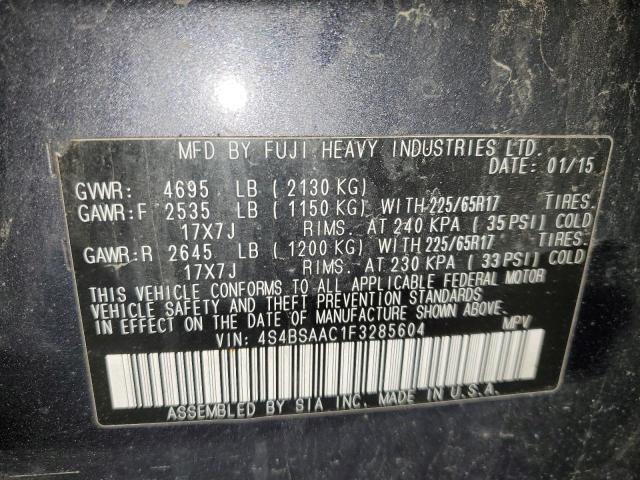 MFD BY FUJI HEAVY INDUSTRIES LTD.
DATE: 01/15
GVWR: 4695 LB ( 2130 KG)
GAWR:F 2535 LB ( 1150 KG) WITH 225/65R17 TIRES.
17X7J RIMS. AT 240 KPA ( 35 PSI) COLD
GAWR:R 2645 LB ( 1200 KG) WITH 225/65R17 TIRES.
17X7J RIMS. AT 230 KPA ( 33 PSI) COLD
THIS VEHICLE CONFORMS TO ALL APPLICABLE FEDERAL MOTOR
VEHICLE SAFETY AND THEFT PREVENTION STANDARDS
IN EFFECT ON THE DATE OF MANUFACTURE SHOWN ABOVE.
VIN: 4S4BSAAC1F3285604 MPV
ASSEMBLED BY SIA INC. MADE IN U.S.A.